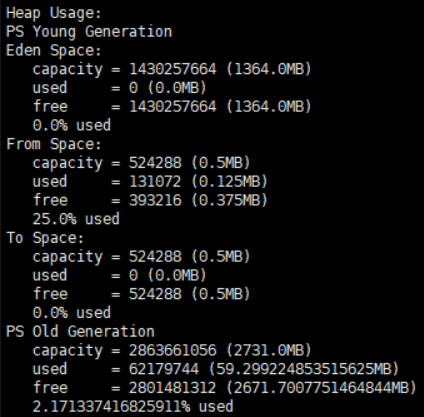 Heap Usage:
PS Young Generation
Eden Space:
   capacity = 1430257664 (1364.0MB)
   used     = 0 (0.0MB)
   free     = 1430257664 (1364.0MB)
   0.0% used
From Space:
   capacity = 524288 (0.5MB)
   used     = 131072 (0.125MB)
   free     = 393216 (0.375MB)
   25.0% used
To Space:
   capacity = 524288 (0.5MB)
   used     = 0 (0.0MB)
   free     = 524288 (0.5MB)
   0.0% used
PS Old Generation
   capacity = 2863661056 (2731.0MB)
   used     = 62179744 (59.299224853515625MB)
   free     = 2801481312 (2671.7007751464844MB)
   2.171337416825911% used